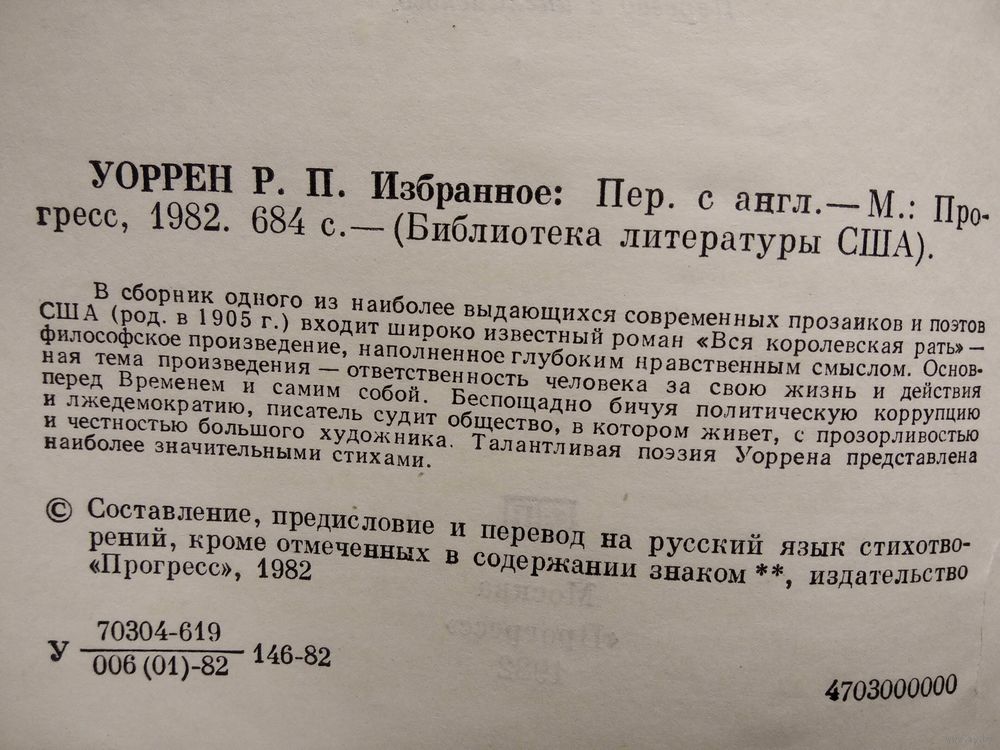 УОРРЕН Р. П. Избранное: Пер. с англ.— М.: Про-
гресс, 1982. 684 с.— (Библиотека литературы США).
В сборник одного из наиболее выдающихся современных прозаиков и поэтов
США (род. в 1905 г.) входит широко известный роман «Вся королевская рать» —
философское произведение, наполненное глубоким нравственным смыслом. Основ-
ная тема произведения — ответственность человека за свою жизнь и действия
перед Временем и самим собой. Беспощадно бичуя политическую коррупцию
и лжедемократию, писатель судит общество, в котором живет, с прозорливостью
и честностью большого художника. Талантливая поэзия Уоррена представлена
наиболее значительными стихами.
© Составление, предисловие и перевод на русский язык стихотво-
рений, кроме отмеченных в содержании знаком **, издательство
«Прогресс», 1982
У 70304-619
006 (01)-82 146-82
4703000000
Москва
«Прогресс»
1982